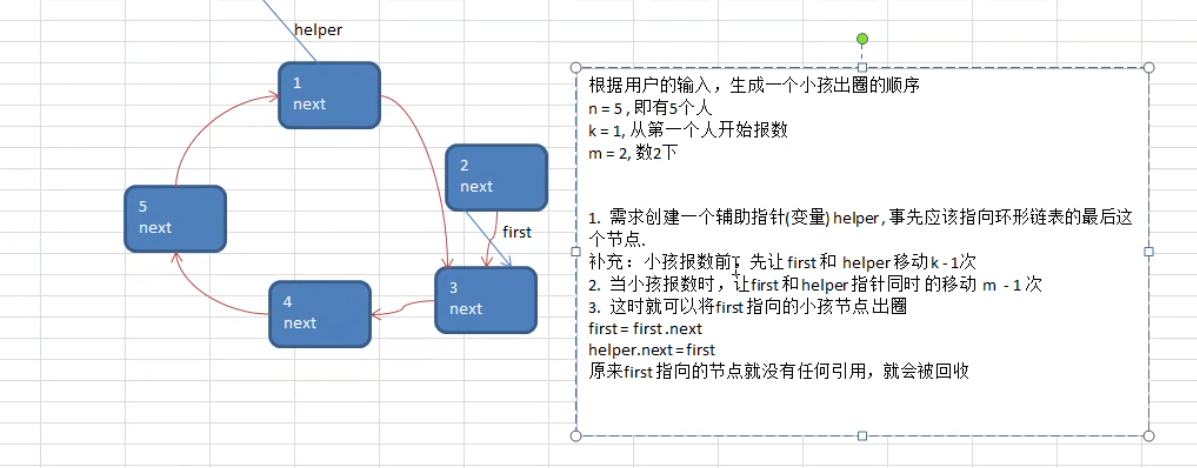 helper
1
next
2
next
5
next
first
3
next
4
next
根据用户的输入，生成一个小孩出圈的顺序
n = 5 , 即有5个人
k = 1, 从第一个人开始报数
m = 2, 数2下
1. 需求创建一个辅助指针(变量) helper , 事先应该指向环形链表的最后这
个节点.
补充：小孩报数前，先让 first 和 helper 移动 k - 1次
2. 当小孩报数时，让first 和 helper 指针同时 的移动 m - 1 次
3. 这时就可以将first 指向的小孩节点 出圈
first = first .next
helper.next = first
原来first 指向的节点就没有任何引用，就会被回收